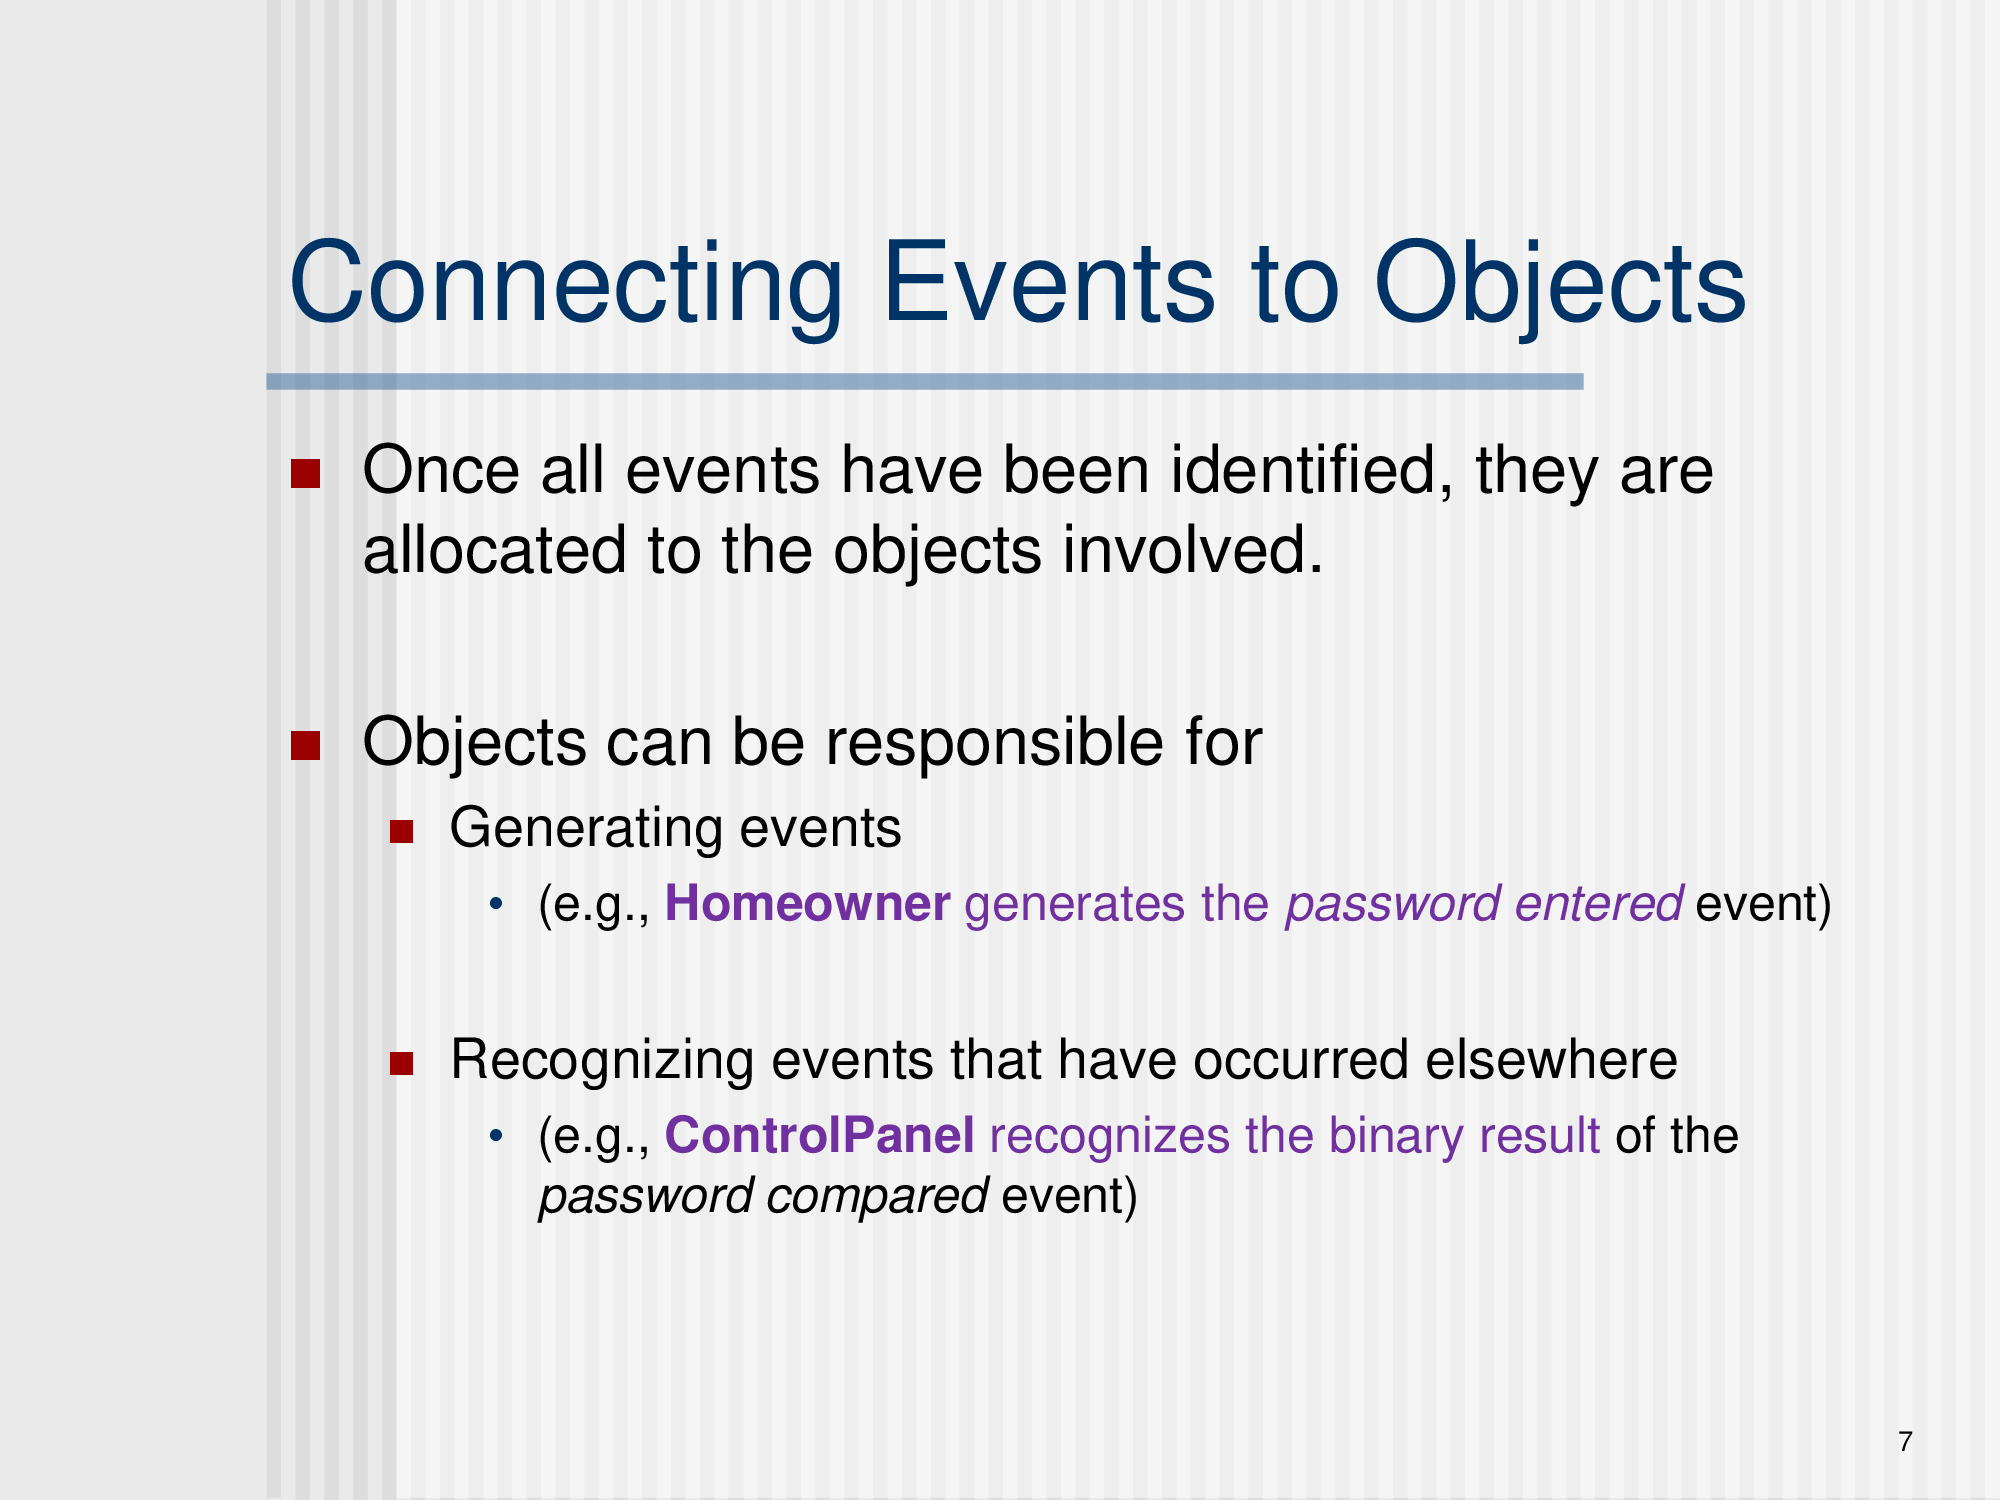 Connecting Events to Objects
Once all events have been identified, they are
allocated to the objects involved.
Objects can be responsible for
Generating events
• (e.g., Homeowner generates the password entered event)
Recognizing events that have occurred elsewhere
• (e.g., ControlPanel recognizes the binary result of the
password compared event)
7